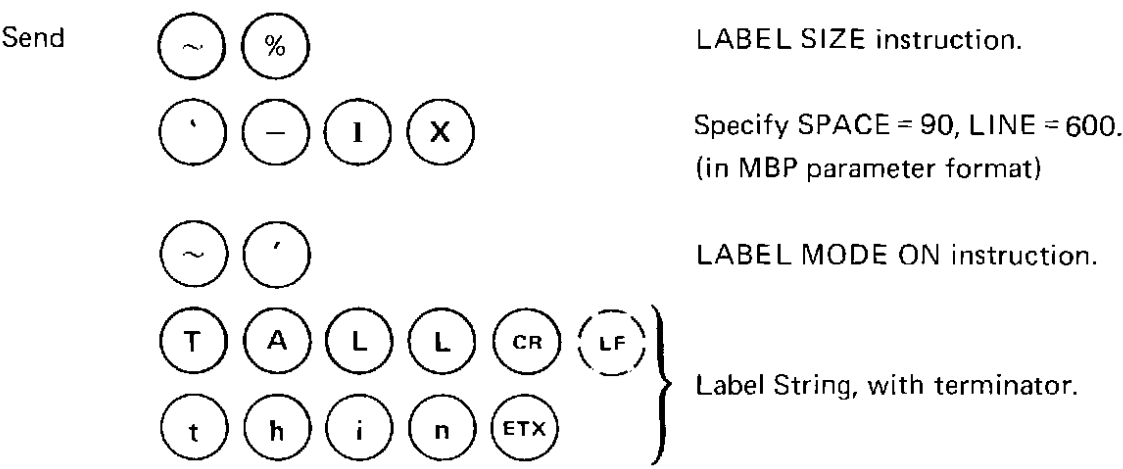 Send ~ % LABEL SIZE instruction.
‘ – I X Specify SPACE = 90, LINE = 600.
(in MBP parameter format)
~ ′ LABEL MODE ON instruction.
T A L L CR LF
Label String, with terminator.
t h i n ETX